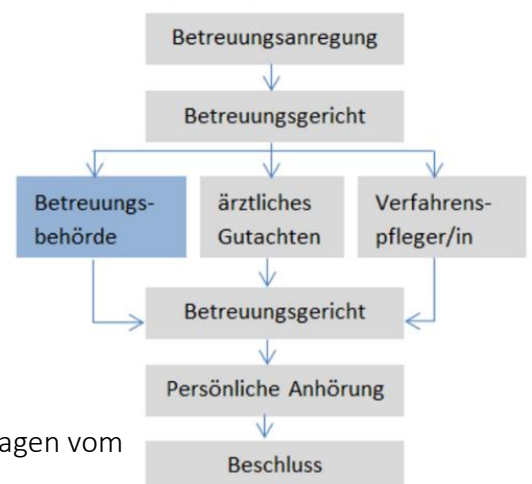 Betreuungsanregung
Betreuungsgericht
Betreuungs-
behörde
ärztliches
Gutachten
Verfahrens-
pfleger/in
Betreuungsgericht
Persönliche Anhörung
agen vom
Beschluss